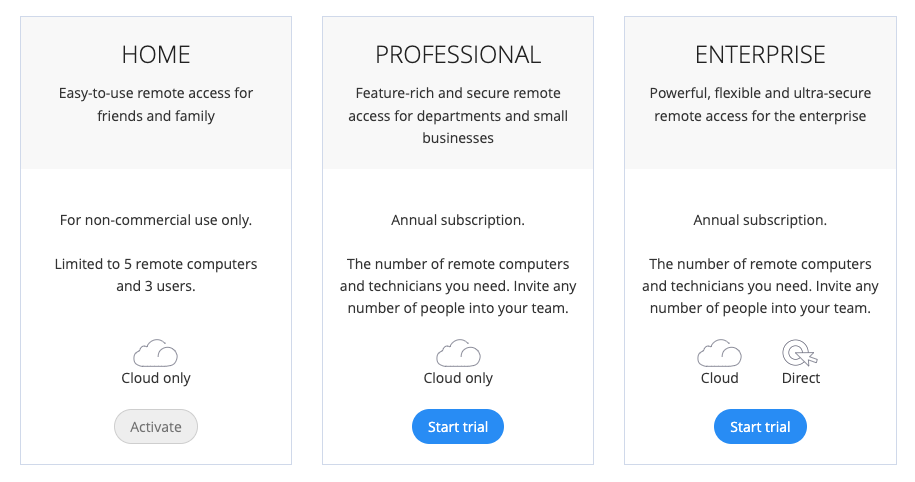 HOME
Easy-to-use remote access for
friends and family
For non-commercial use only.
Limited to 5 remote computers
and 3 users.
Cloud only
Activate
PROFESSIONAL
Feature-rich and secure remote
access for departments and small
businesses
Annual subscription.
The number of remote computers
and technicians you need. Invite any
number of people into your team.
Cloud only
Start trial
ENTERPRISE
Powerful, flexible and ultra-secure
remote access for the enterprise
Annual subscription.
The number of remote computers
and technicians you need. Invite any
number of people into your team.
Cloud
Direct
Start trial